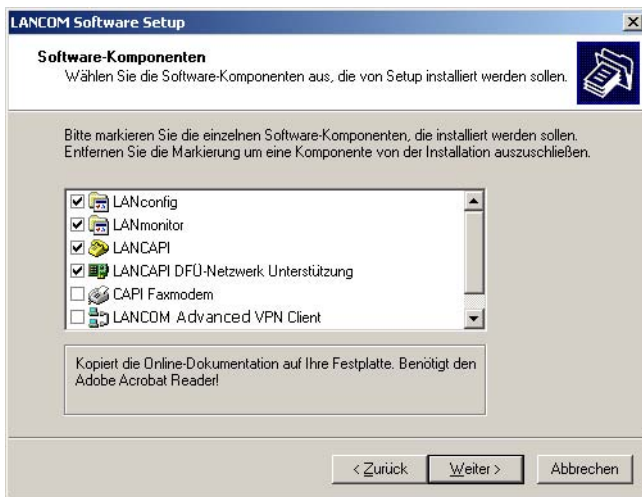 LANCOM Software Setup
Software-Komponenten
Wählen Sie die Software-Komponenten aus, die von Setup installiert werden sollen.
Bitte markieren Sie die einzelnen Software-Komponenten, die installiert werden sollen.
Entfernen Sie die Markierung um eine Komponente von der Installation auszuschließen.
LANconfig
LANmonitor
LANCAPI
LANCAPI DFÜ-Netzwerk Unterstützung
CAPI Faxmodem
LANCOM Advanced VPN Client
Kopiert die Online-Dokumentation auf Ihre Festplatte. Benötigt den
Adobe Acrobat Reader!
< Zurück Weiter > Abbrechen